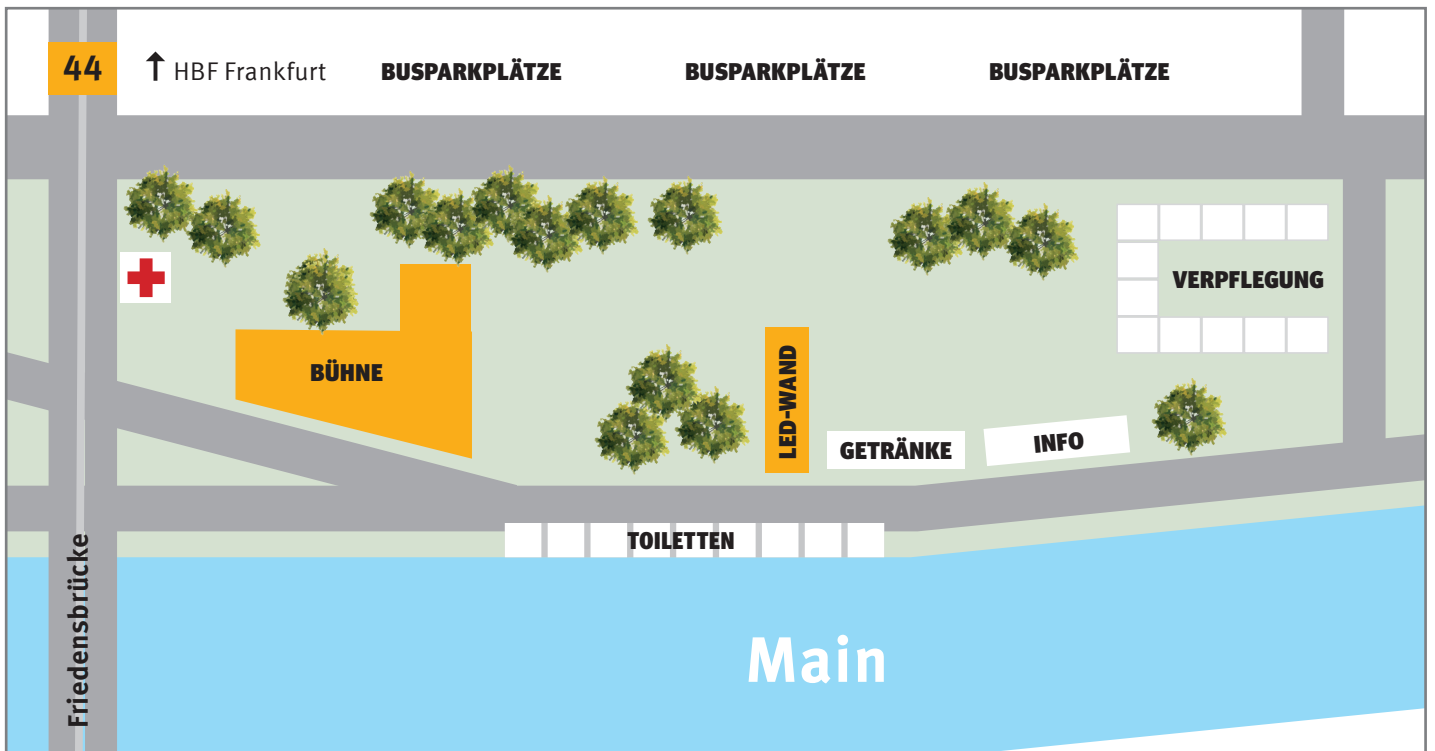 44
↑ HBF Frankfurt
BUSPARKPLÄTZE
BUSPARKPLÄTZE
BUSPARKPLÄTZE
VERPFLEGUNG
BÜHNE
LED-WAND
GETRÄNKE
INFO
TOILETTEN
Friedensbrücke
Main